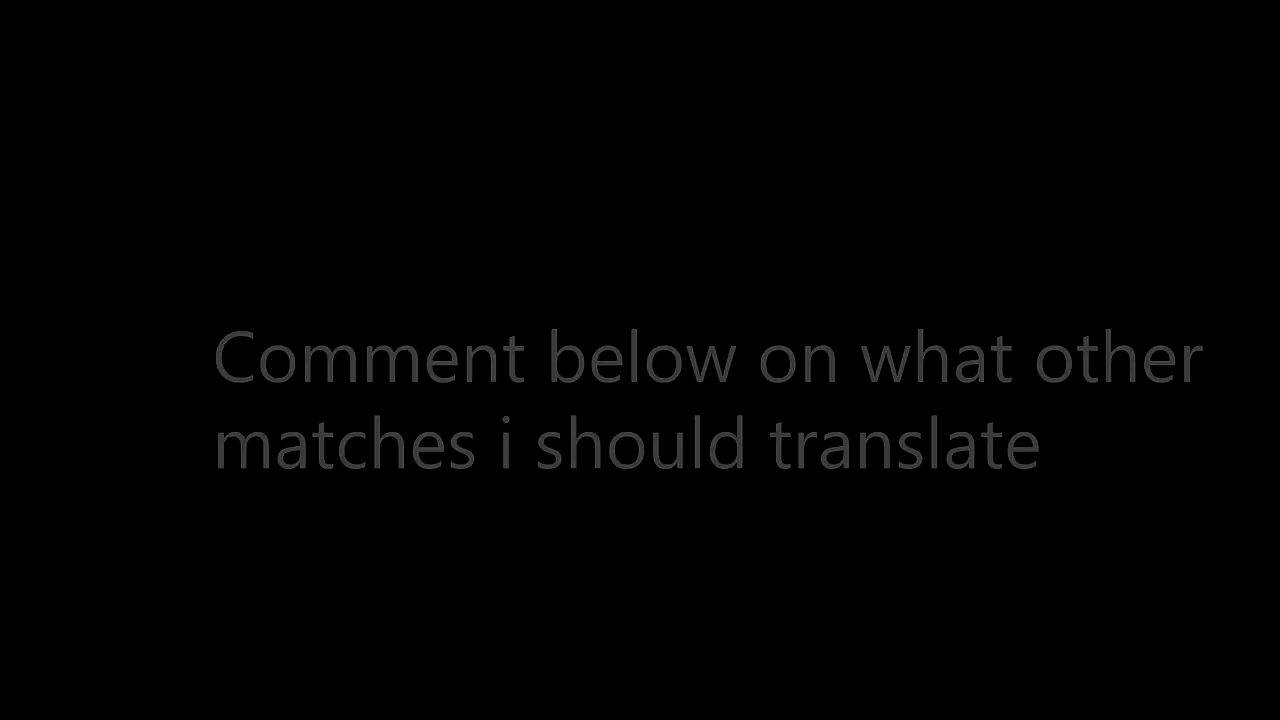 Comment below on what other
matches i should translate